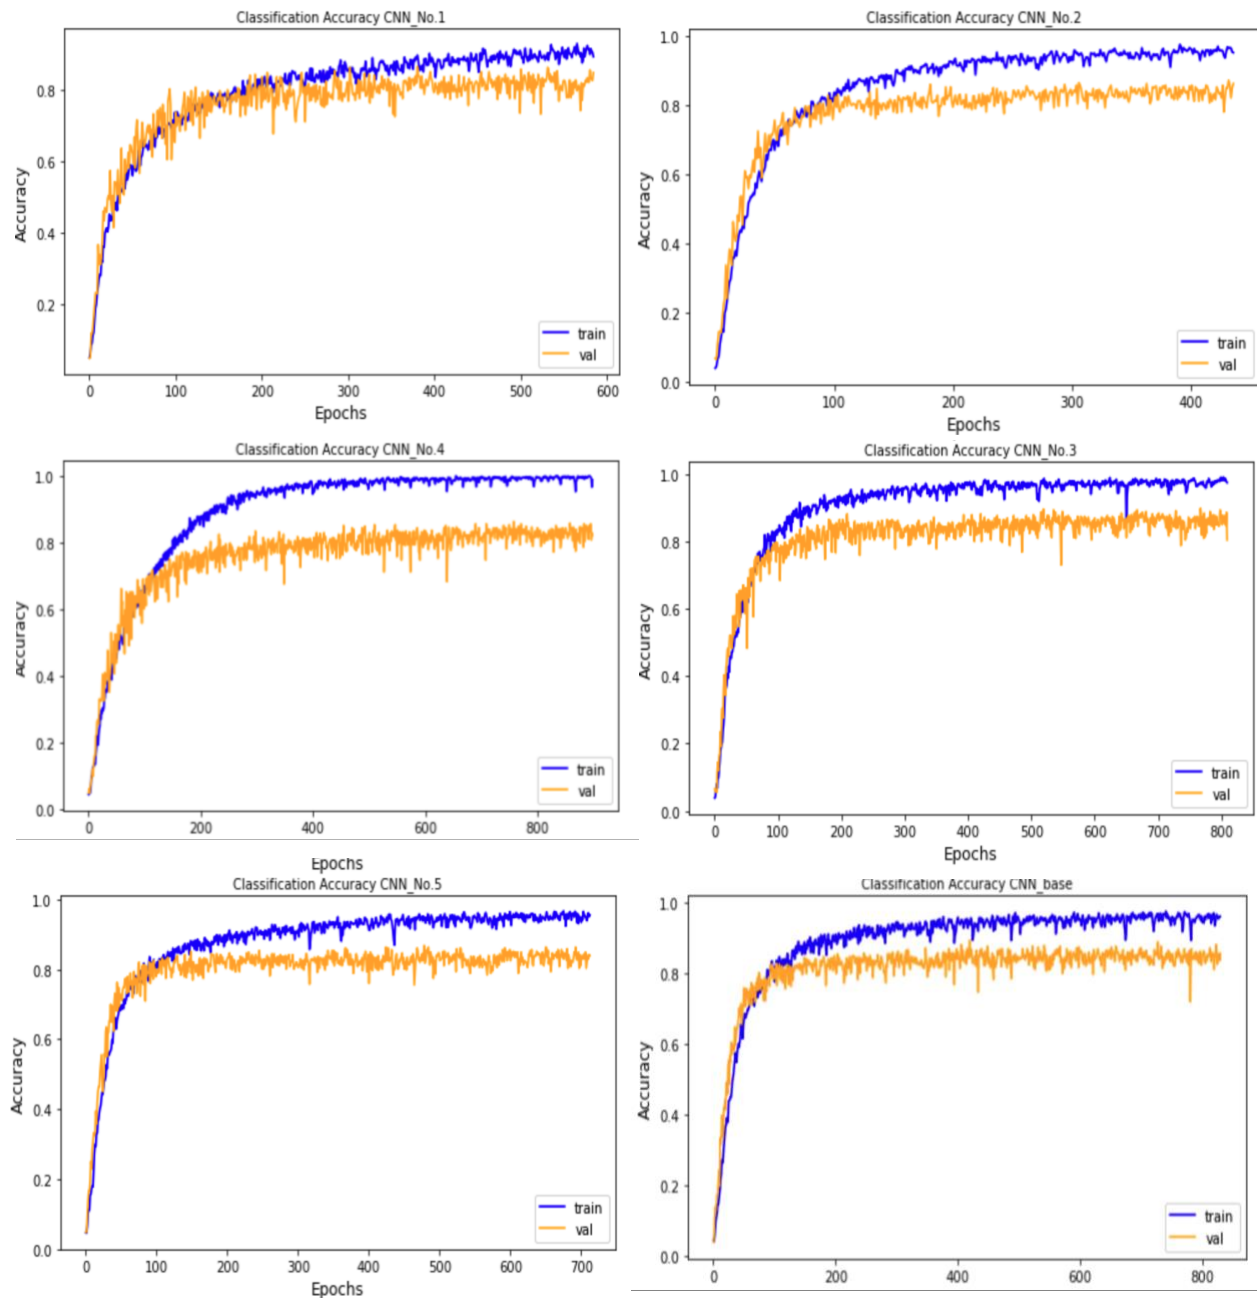 Classification Accuracy CNN_No.1
0.8
0.6
0.4
0.2
Accuracy
train
val
0 100 200 300 400 500 600
Epochs
Classification Accuracy CNN_No.2
1.0
0.8
0.6
0.4
0.2
0.0
Accuracy
train
val
0 100 200 300 400
Epochs
Classification Accuracy CNN_No.4
1.0
0.8
0.6
0.4
0.2
0.0
Accuracy
train
val
0 200 400 600 800
Epochs
Classification Accuracy CNN_No.3
1.0
0.8
0.6
0.4
0.2
0.0
Accuracy
train
val
0 100 200 300 400 500 600 700 800
Epochs
Classification Accuracy CNN_No.5
1.0
0.8
0.6
0.4
0.2
0.0
Accuracy
train
val
0 100 200 300 400 500 600 700
Epochs
Classification Accuracy CNN_base
1.0
0.8
0.6
0.4
0.2
0.0
Accuracy
train
val
0 200 400 600 800